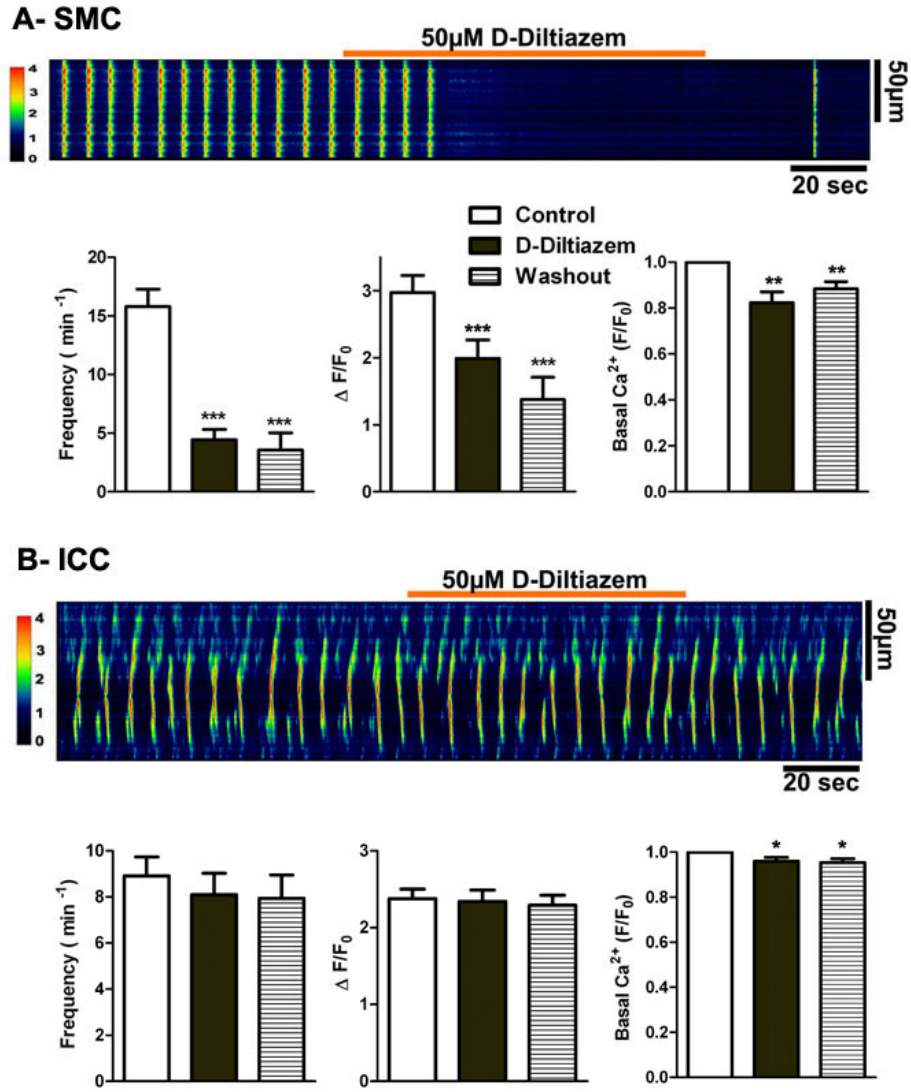 A- SMC
50µM D-Diltiazem
4
3
2
1
0
50µm
20 sec
Control
D-Diltiazem
Washout
Frequency ( min ⁻¹)
20
15
10
5
0
***
***
Δ F/F₀
3
2
1
0
***
***
Basal Ca²⁺ (F/F₀)
1.0
0.8
0.6
0.4
0.2
0.0
**
**
B- ICC
50µM D-Diltiazem
4
3
2
1
0
50µm
20 sec
Frequency ( min ⁻¹)
10
8
6
4
2
0
Δ F/F₀
3
2
1
0
Basal Ca²⁺ (F/F₀)
1.0
0.8
0.6
0.4
0.2
0.0
*
*